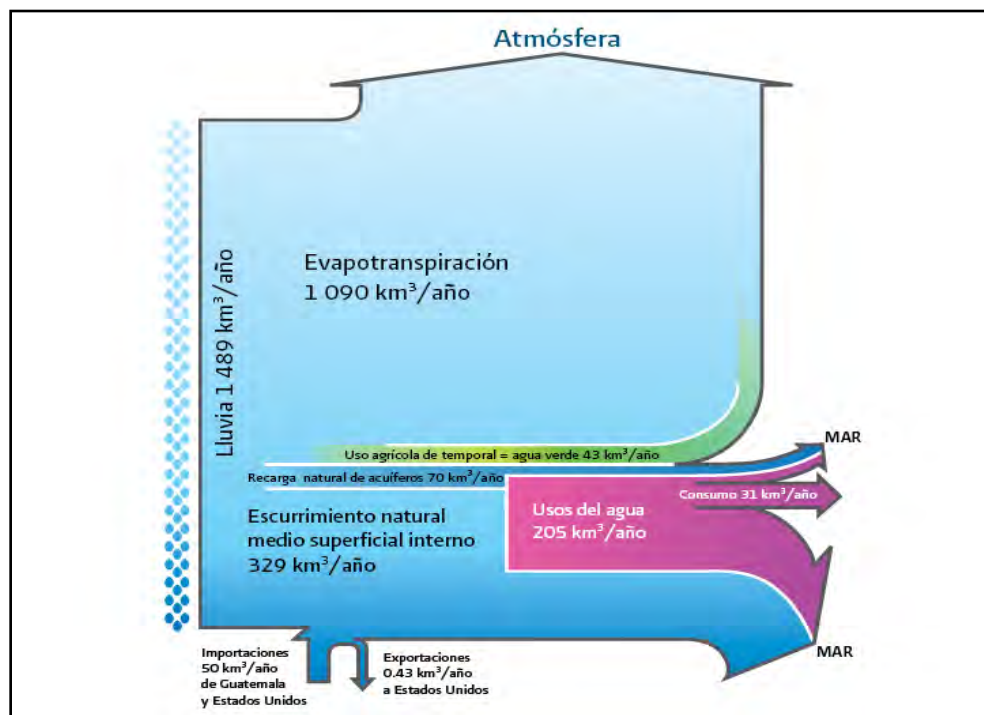 Atmósfera
Lluvia 1 489 km³/año
Evapotranspiración
1 090 km³/año
Uso agrícola de temporal = agua verde 43 km³/año
Recarga natural de acuíferos 70 km³/año
Escurrimiento natural
medio superficial interno
329 km³/año
Usos del agua
205 km³/año
MAR
Consumo 31 km³/año
MAR
Importaciones
50 km³/año
de Guatemala
y Estados Unidos
Exportaciones
0.43 km³/año
a Estados Unidos